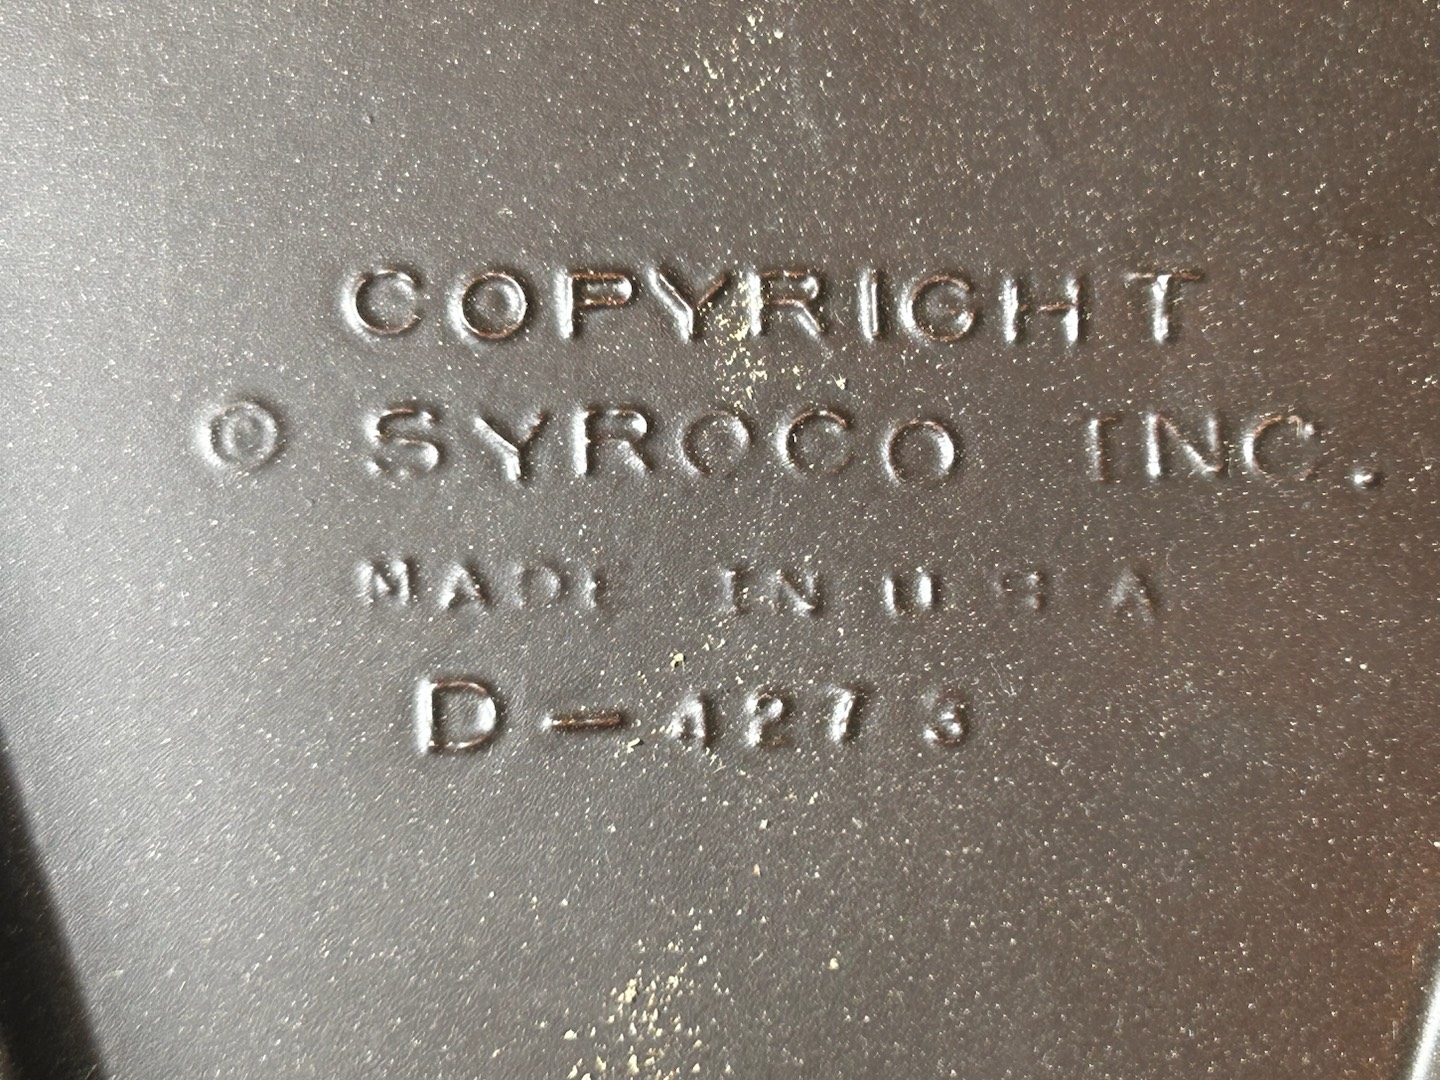 COPYRIGHT
© SYROCO INC.
MADE IN U S A
D-4273